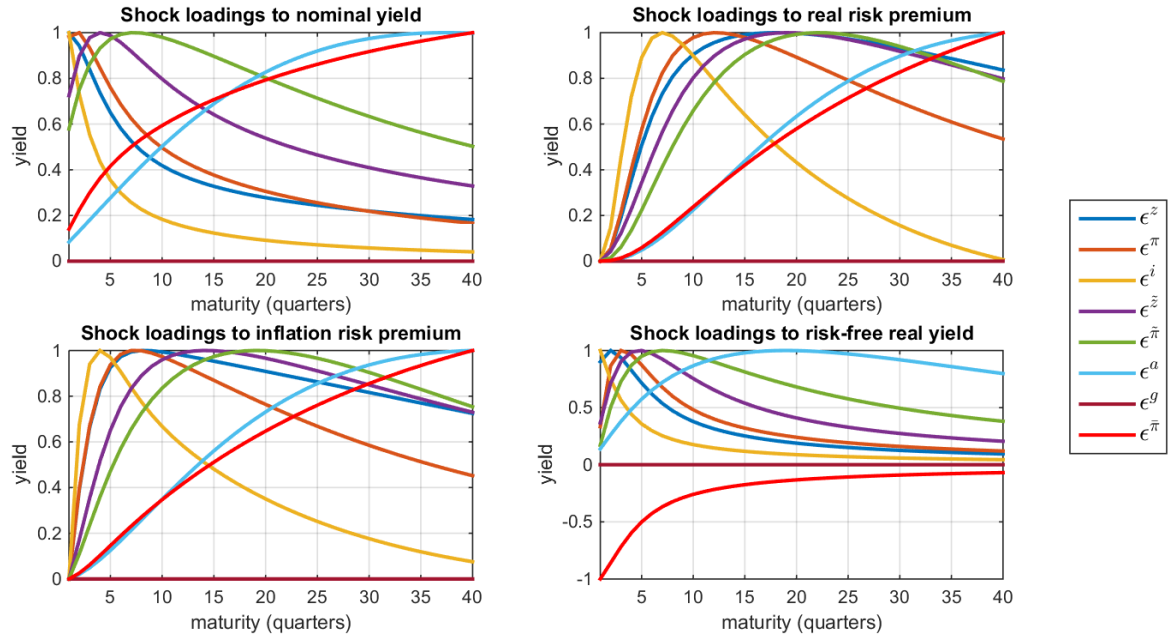 Shock loadings to nominal yield
1
0.8
0.6
0.4
0.2
0
yield
5 10 15 20 25 30 35 40
maturity (quarters)
Shock loadings to real risk premium
1
0.8
0.6
0.4
0.2
0
yield
5 10 15 20 25 30 35 40
maturity (quarters)
Shock loadings to inflation risk premium
1
0.8
0.6
0.4
0.2
0
yield
5 10 15 20 25 30 35 40
maturity (quarters)
Shock loadings to risk-free real yield
1
0.5
0
-0.5
-1
yield
5 10 15 20 25 30 35 40
maturity (quarters)
ϵ^z
ϵ^π
ϵ^i
ϵ^z̃
ϵ^π̃
ϵ^a
ϵ^g
ϵ^π̄